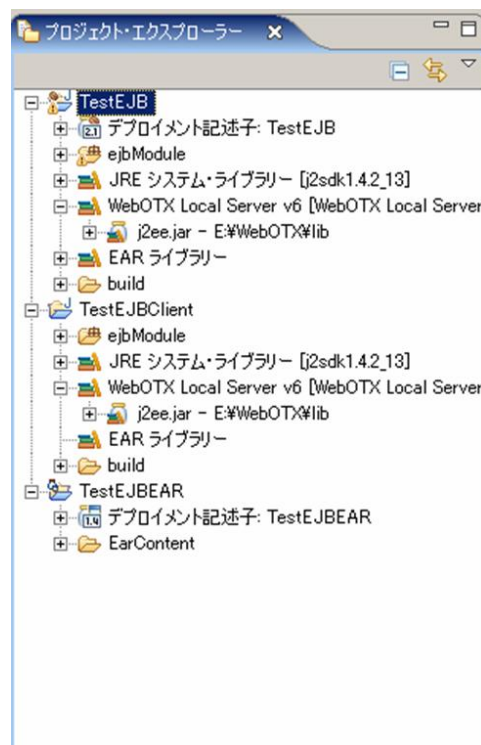 プロジェクト・エクスプローラー
TestEJB
2.1 デプロイメント記述子: TestEJB
ejbModule
JRE システム・ライブラリー [j2sdk1.4.2_13]
WebOTX Local Server v6 [WebOTX Local Server
j2ee.jar - E:¥WebOTX¥lib
EAR ライブラリー
build
TestEJBClient
ejbModule
JRE システム・ライブラリー [j2sdk1.4.2_13]
WebOTX Local Server v6 [WebOTX Local Server
j2ee.jar - E:¥WebOTX¥lib
EAR ライブラリー
build
TestEJBEAR
1.4 デプロイメント記述子: TestEJBEAR
EarContent